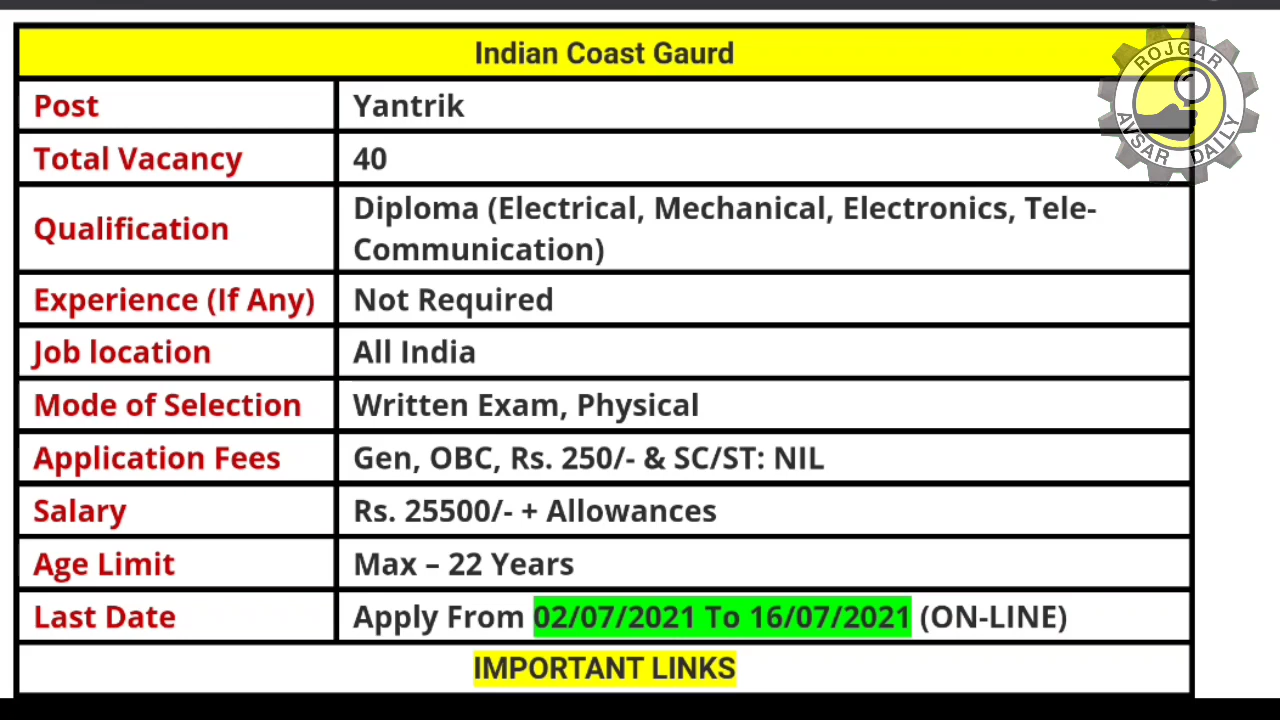 Indian Coast Gaurd
Post
Yantrik
Total Vacancy
40
Qualification
Diploma (Electrical, Mechanical, Electronics, Tele-
Communication)
Experience (If Any)
Not Required
Job location
All India
Mode of Selection
Written Exam, Physical
Application Fees
Gen, OBC, Rs. 250/- & SC/ST: NIL
Salary
Rs. 25500/- + Allowances
Age Limit
Max – 22 Years
Last Date
Apply From 02/07/2021 To 16/07/2021 (ON-LINE)
IMPORTANT LINKS
ROJGAR
AVSAR DAILY